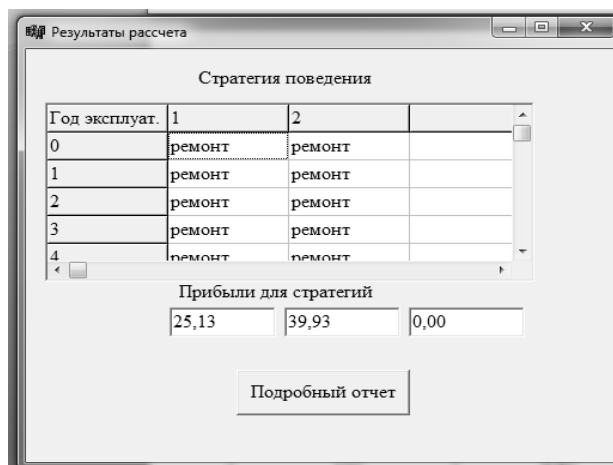 Результаты рассчета
Стратегия поведения
Год эксплуат. 1 2
0 ремонт ремонт
1 ремонт ремонт
2 ремонт ремонт
3 ремонт ремонт
4 ремонт ремонт
Прибыли для стратегий
25,13 39,93 0,00
Подробный отчет